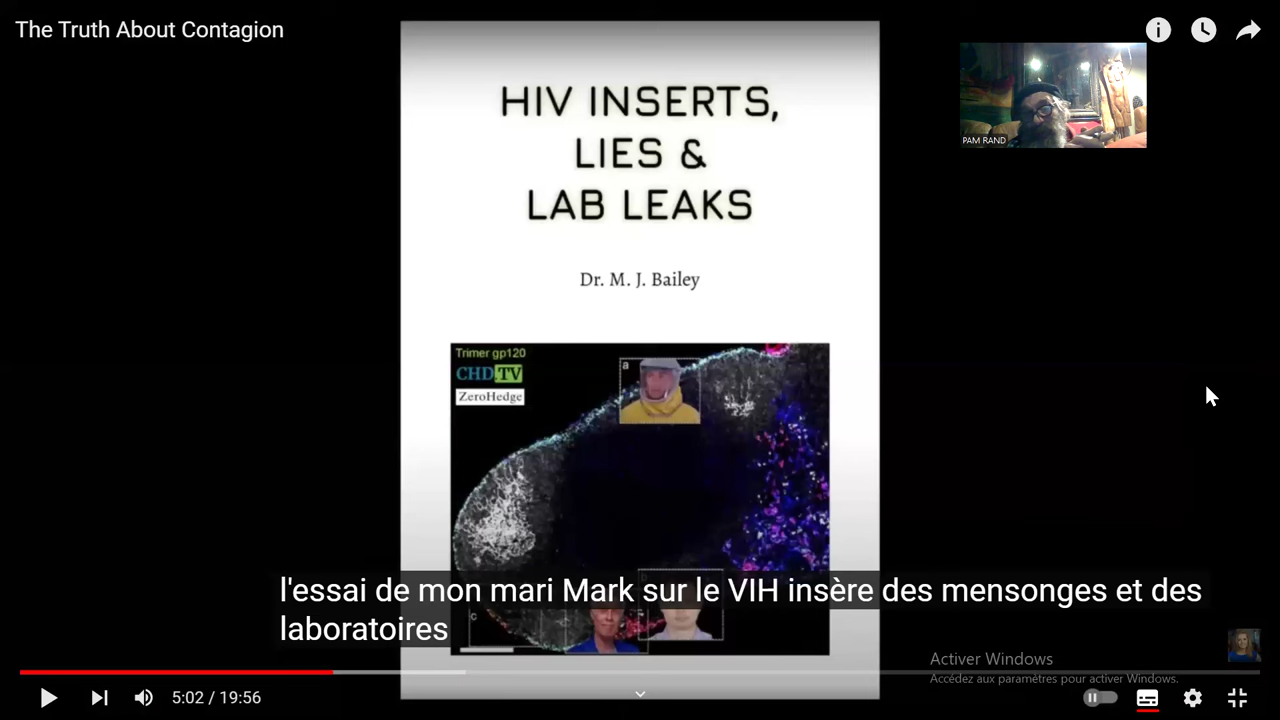 The Truth About Contagion
HIV INSERTS,
LIES &
LAB LEAKS
Dr. M. J. Bailey
PAM RAND
Trimer gp120
CHD.TV
ZeroHedge
a
c
l'essai de mon mari Mark sur le VIH insère des mensonges et des
laboratoires
Activer Windows
Accédez aux paramètres pour activer Windows.
5:02 / 19:56